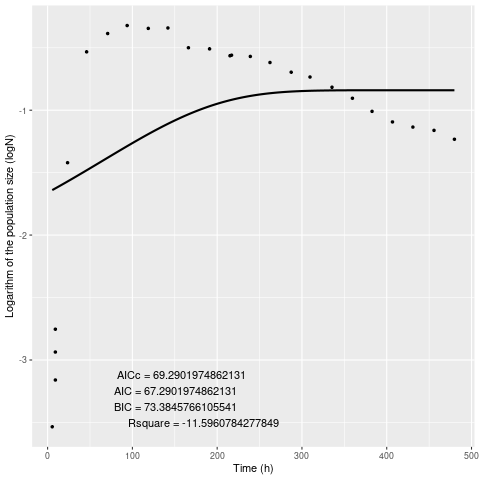 Logarithm of the population size (logN)
-1
-2
-3
AICc = 69.2901974862131
AIC = 67.2901974862131
BIC = 73.3845766105541
Rsquare = -11.5960784277849
0 100 200 300 400 500
Time (h)